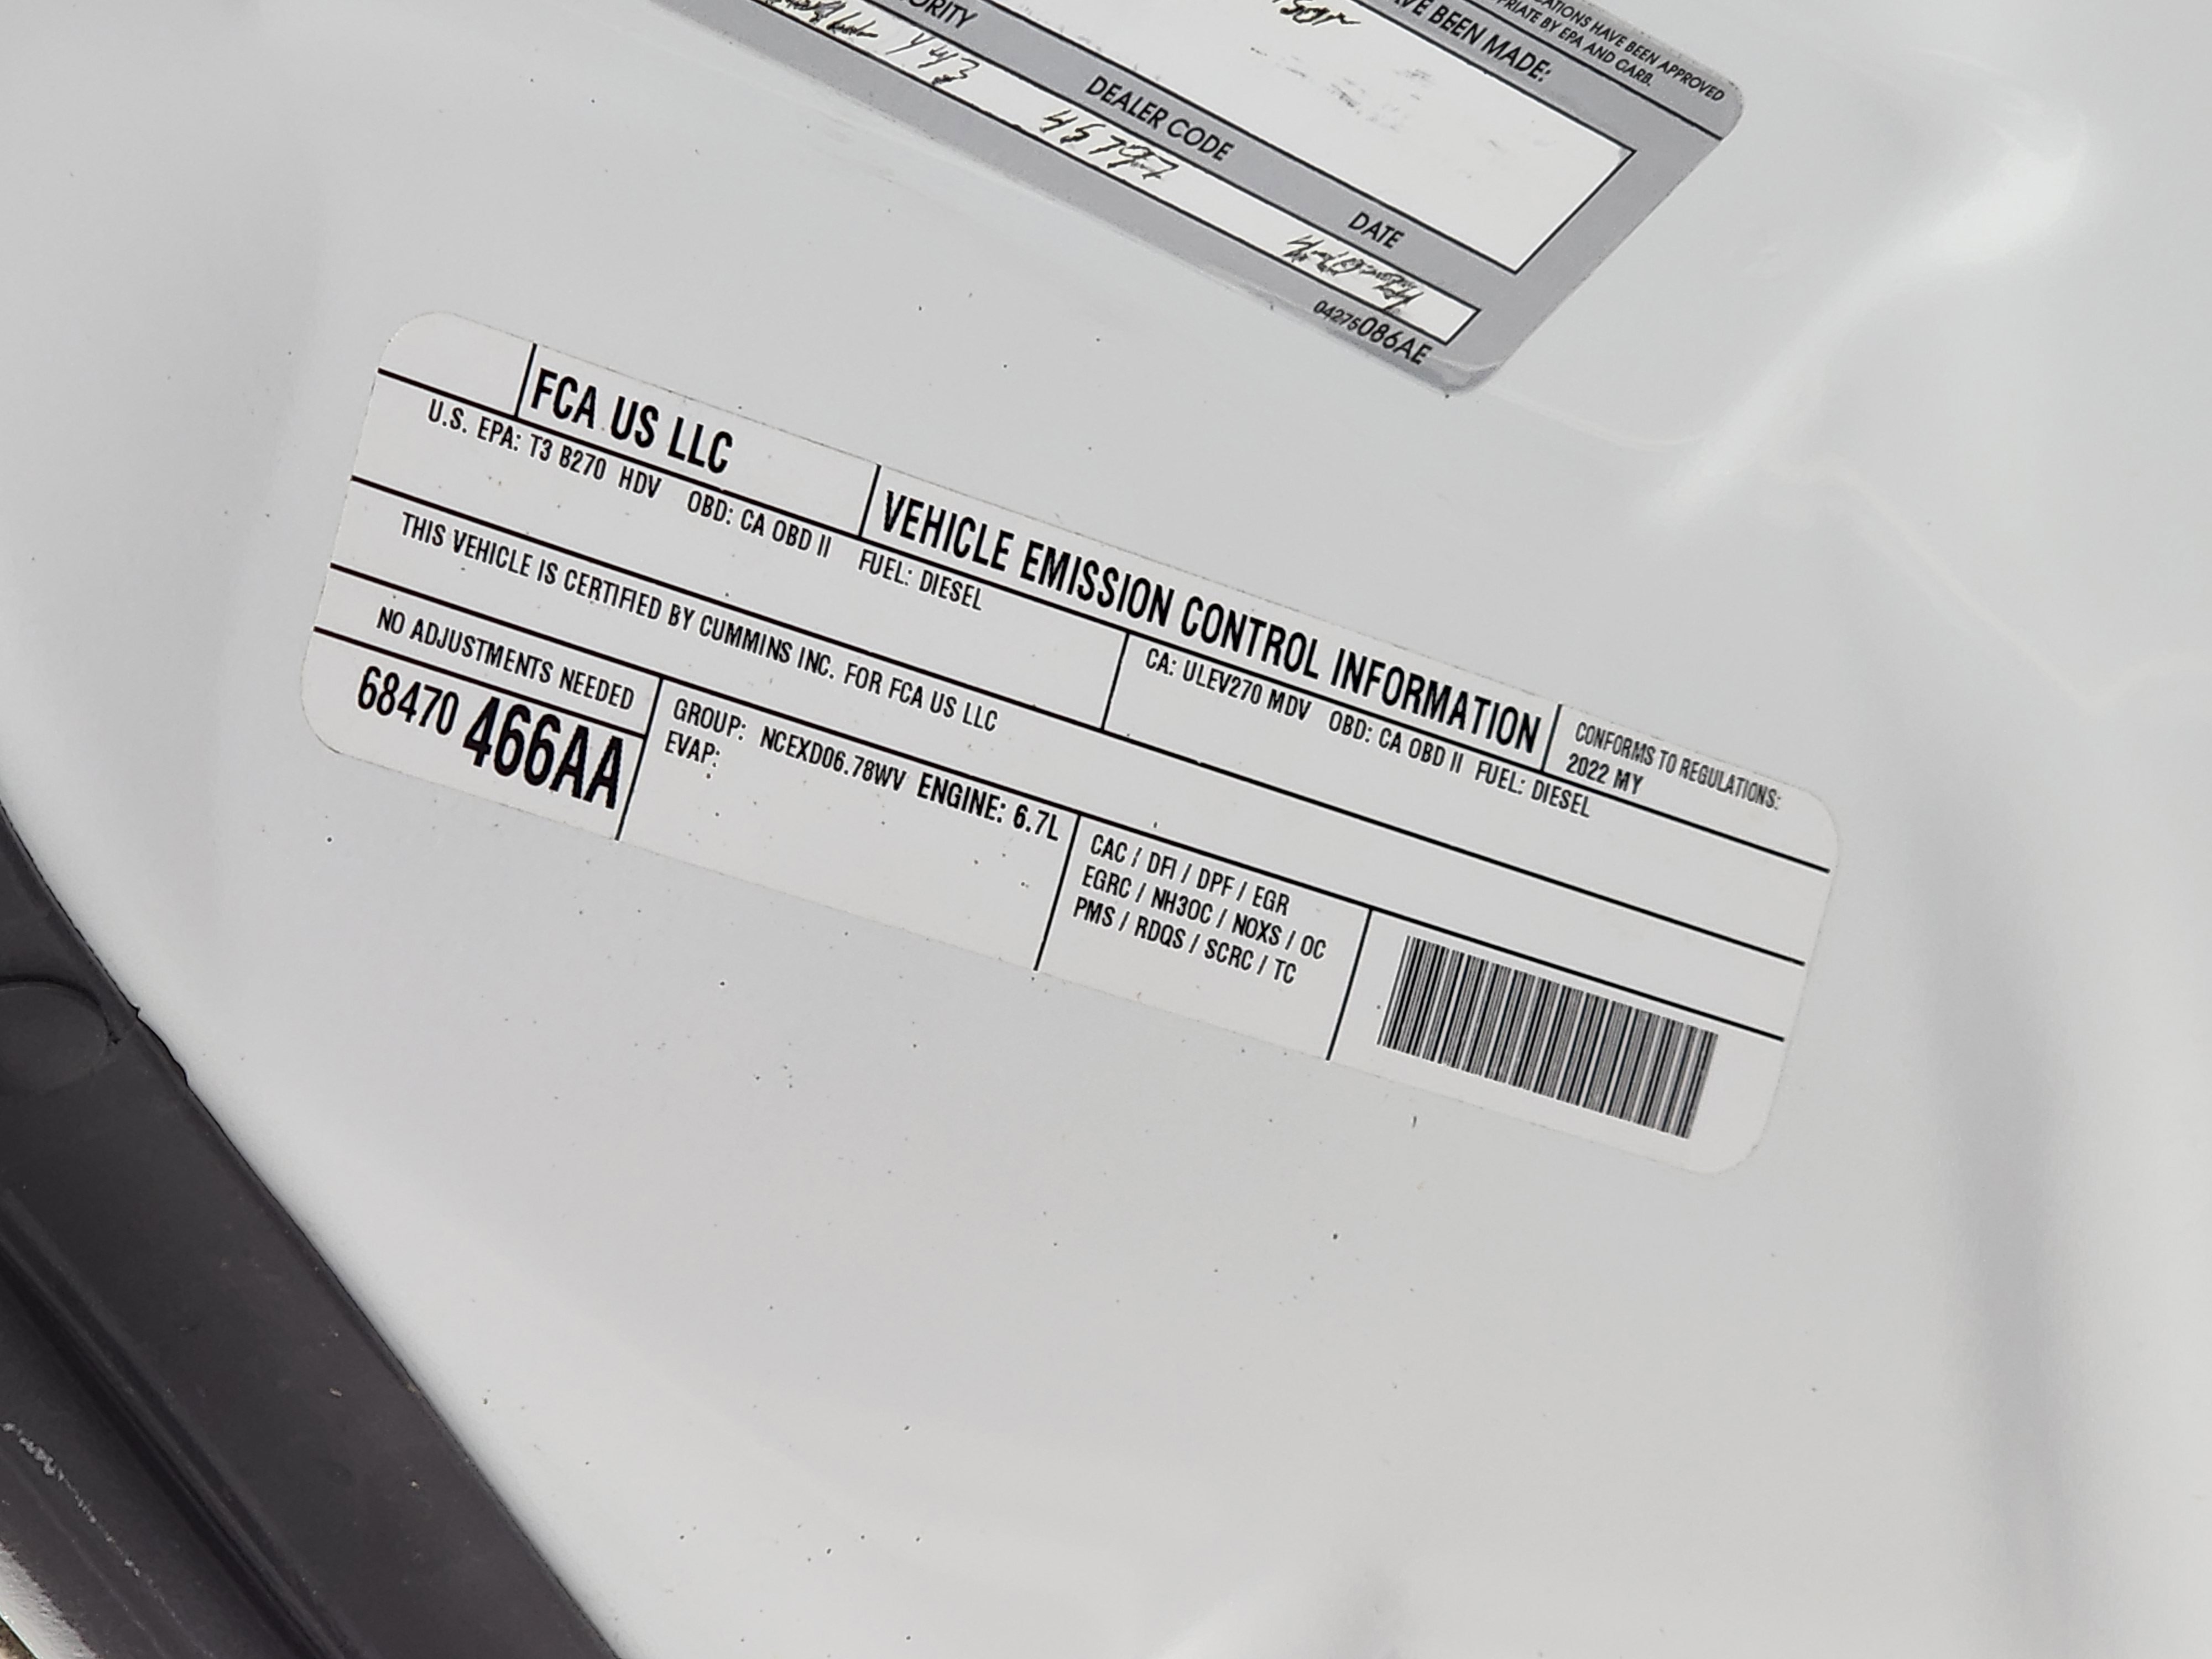 ATIONS HAVE BEEN APPROVED
PRIATE BY EPA AND CARB.
VE BEEN MADE:
ORITY
DEALER CODE
DATE
Y43
45797
04275086AE
FCA US LLC
VEHICLE EMISSION CONTROL INFORMATION
CONFORMS TO REGULATIONS:
2022 MY
U.S. EPA: T3 B270 HDV OBD: CA OBD II FUEL: DIESEL
CA: ULEV270 MDV OBD: CA OBD II FUEL: DIESEL
THIS VEHICLE IS CERTIFIED BY CUMMINS INC. FOR FCA US LLC
NO ADJUSTMENTS NEEDED
68470 466AA
GROUP: NCEXD06.78WV ENGINE: 6.7L
EVAP:
CAC / DFI / DPF / EGR
EGRC / NH3OC / NOXS / OC
PMS / RDQS / SCRC / TC